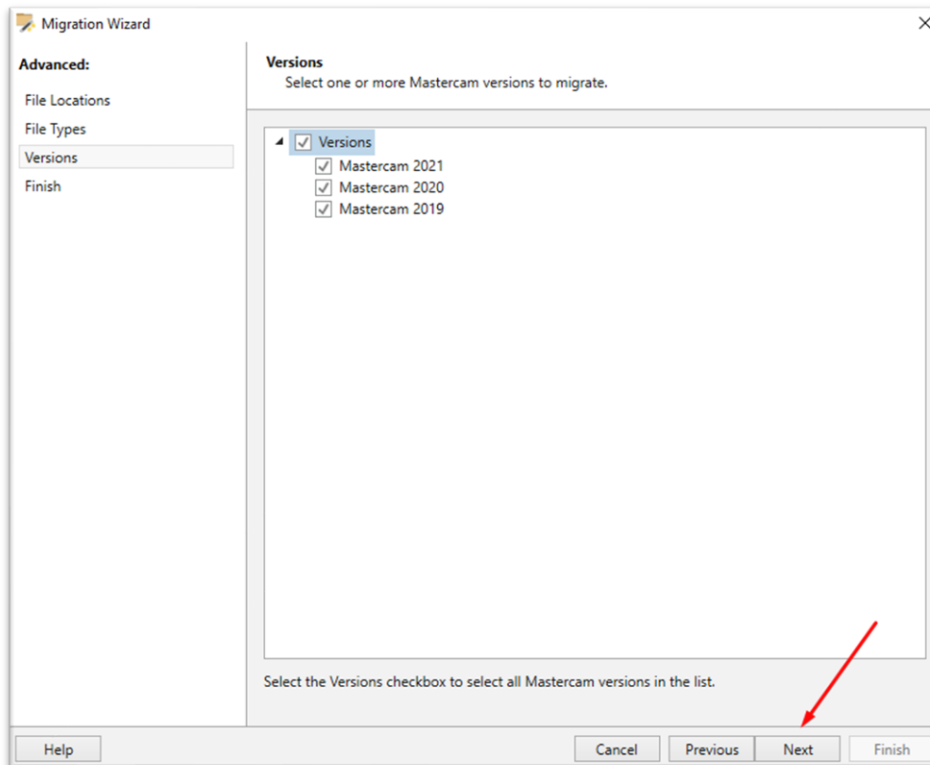 Migration Wizard
Advanced:
File Locations
File Types
Versions
Finish
Versions
Select one or more Mastercam versions to migrate.
Versions
Mastercam 2021
Mastercam 2020
Mastercam 2019
Select the Versions checkbox to select all Mastercam versions in the list.
Help
Cancel
Previous
Next
Finish